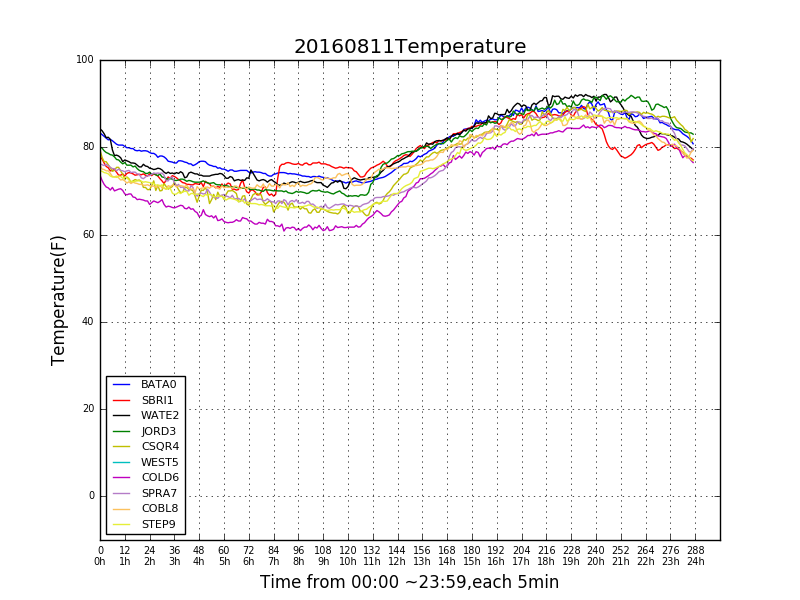 20160811Temperature
100
80
60
40
20
0
Temperature(F)
BATA0
SBRI1
WATE2
JORD3
CSQR4
WEST5
COLD6
SPRA7
COBL8
STEP9
0 12 24 36 48 60 72 84 96 108 120 132 144 156 168 180 192 204 216 228 240 252 264 276 288
0h 1h 2h 3h 4h 5h 6h 7h 8h 9h 10h 11h 12h 13h 14h 15h 16h 17h 18h 19h 20h 21h 22h 23h 24h
Time from 00:00 ~23:59,each 5min